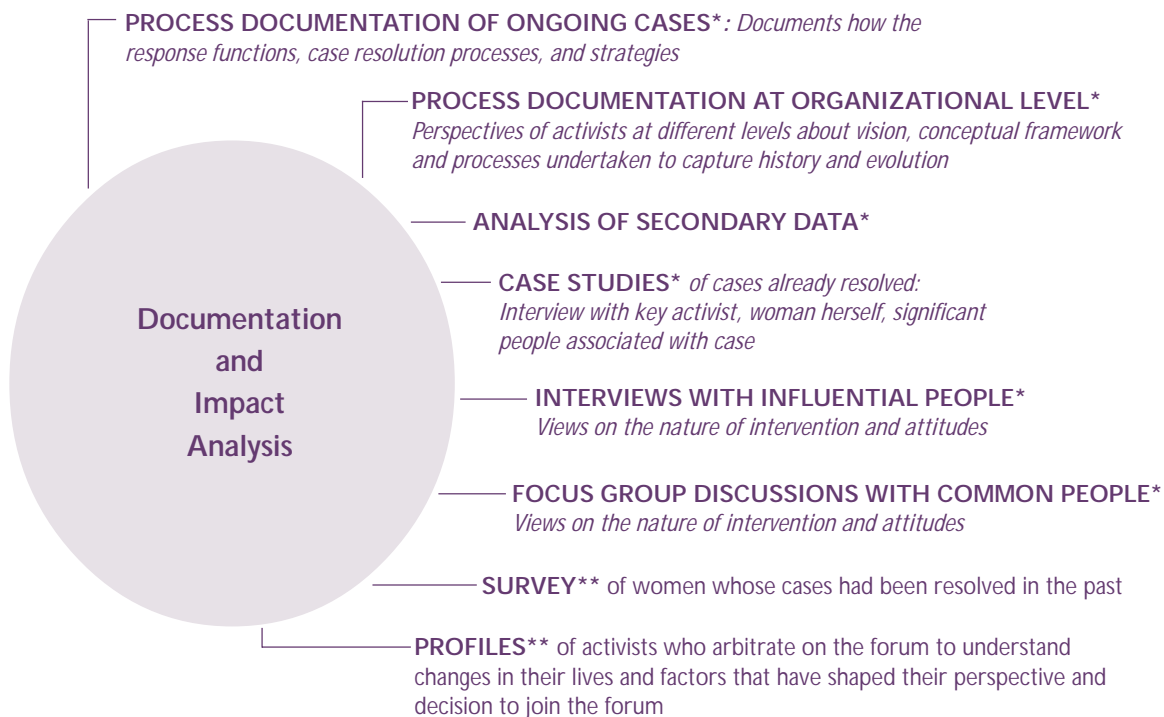 PROCESS DOCUMENTATION OF ONGOING CASES*: Documents how the
response functions, case resolution processes, and strategies
PROCESS DOCUMENTATION AT ORGANIZATIONAL LEVEL*
Perspectives of activists at different levels about vision, conceptual framework
and processes undertaken to capture history and evolution
ANALYSIS OF SECONDARY DATA*
CASE STUDIES* of cases already resolved:
Interview with key activist, woman herself, significant
people associated with case
Documentation
and
Impact
Analysis
INTERVIEWS WITH INFLUENTIAL PEOPLE*
Views on the nature of intervention and attitudes
FOCUS GROUP DISCUSSIONS WITH COMMON PEOPLE*
Views on the nature of intervention and attitudes
SURVEY** of women whose cases had been resolved in the past
PROFILES** of activists who arbitrate on the forum to understand
changes in their lives and factors that have shaped their perspective and
decision to join the forum